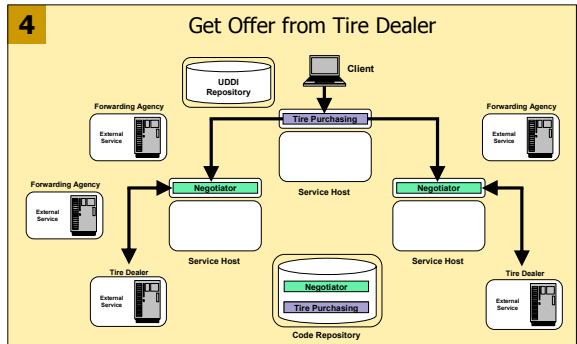 4
Get Offer from Tire Dealer
Client
UDDI
Repository
Forwarding Agency
External
Service
Tire Purchasing
Forwarding Agency
External
Service
Forwarding Agency
External
Service
Negotiator
Service Host
Negotiator
Service Host
Service Host
Tire Dealer
External
Service
Negotiator
Tire Purchasing
Code Repository
Tire Dealer
External
Service